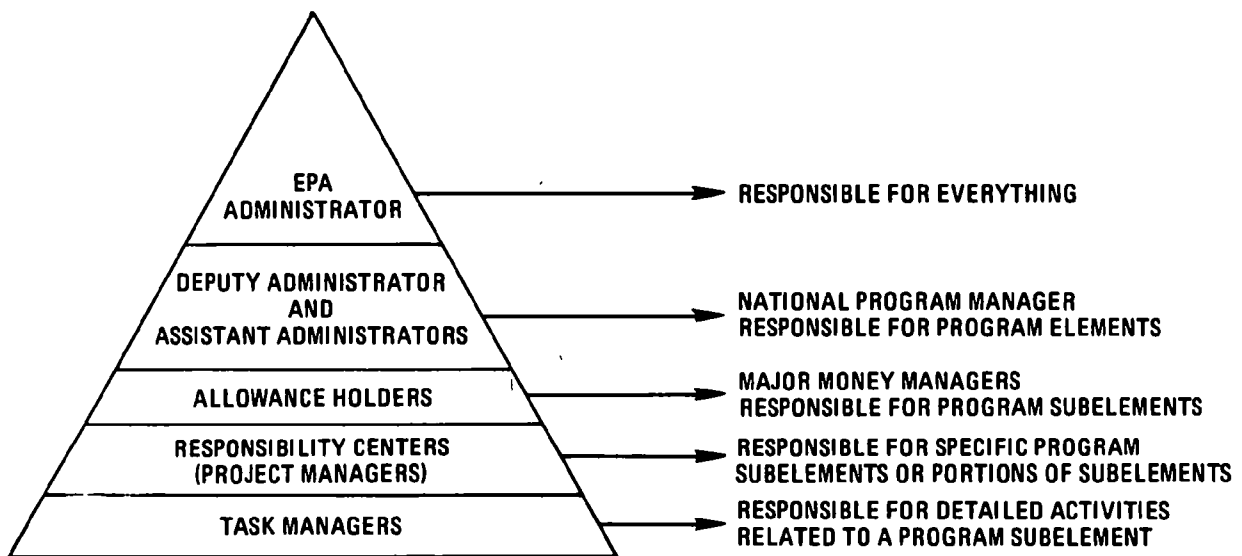 EPA
ADMINISTRATOR
RESPONSIBLE FOR EVERYTHING
DEPUTY ADMINISTRATOR
AND
ASSISTANT ADMINISTRATORS
NATIONAL PROGRAM MANAGER
RESPONSIBLE FOR PROGRAM ELEMENTS
ALLOWANCE HOLDERS
MAJOR MONEY MANAGERS
RESPONSIBLE FOR PROGRAM SUBELEMENTS
RESPONSIBILITY CENTERS
(PROJECT MANAGERS)
RESPONSIBLE FOR SPECIFIC PROGRAM
SUBELEMENTS OR PORTIONS OF SUBELEMENTS
TASK MANAGERS
RESPONSIBLE FOR DETAILED ACTIVITIES
RELATED TO A PROGRAM SUBELEMENT